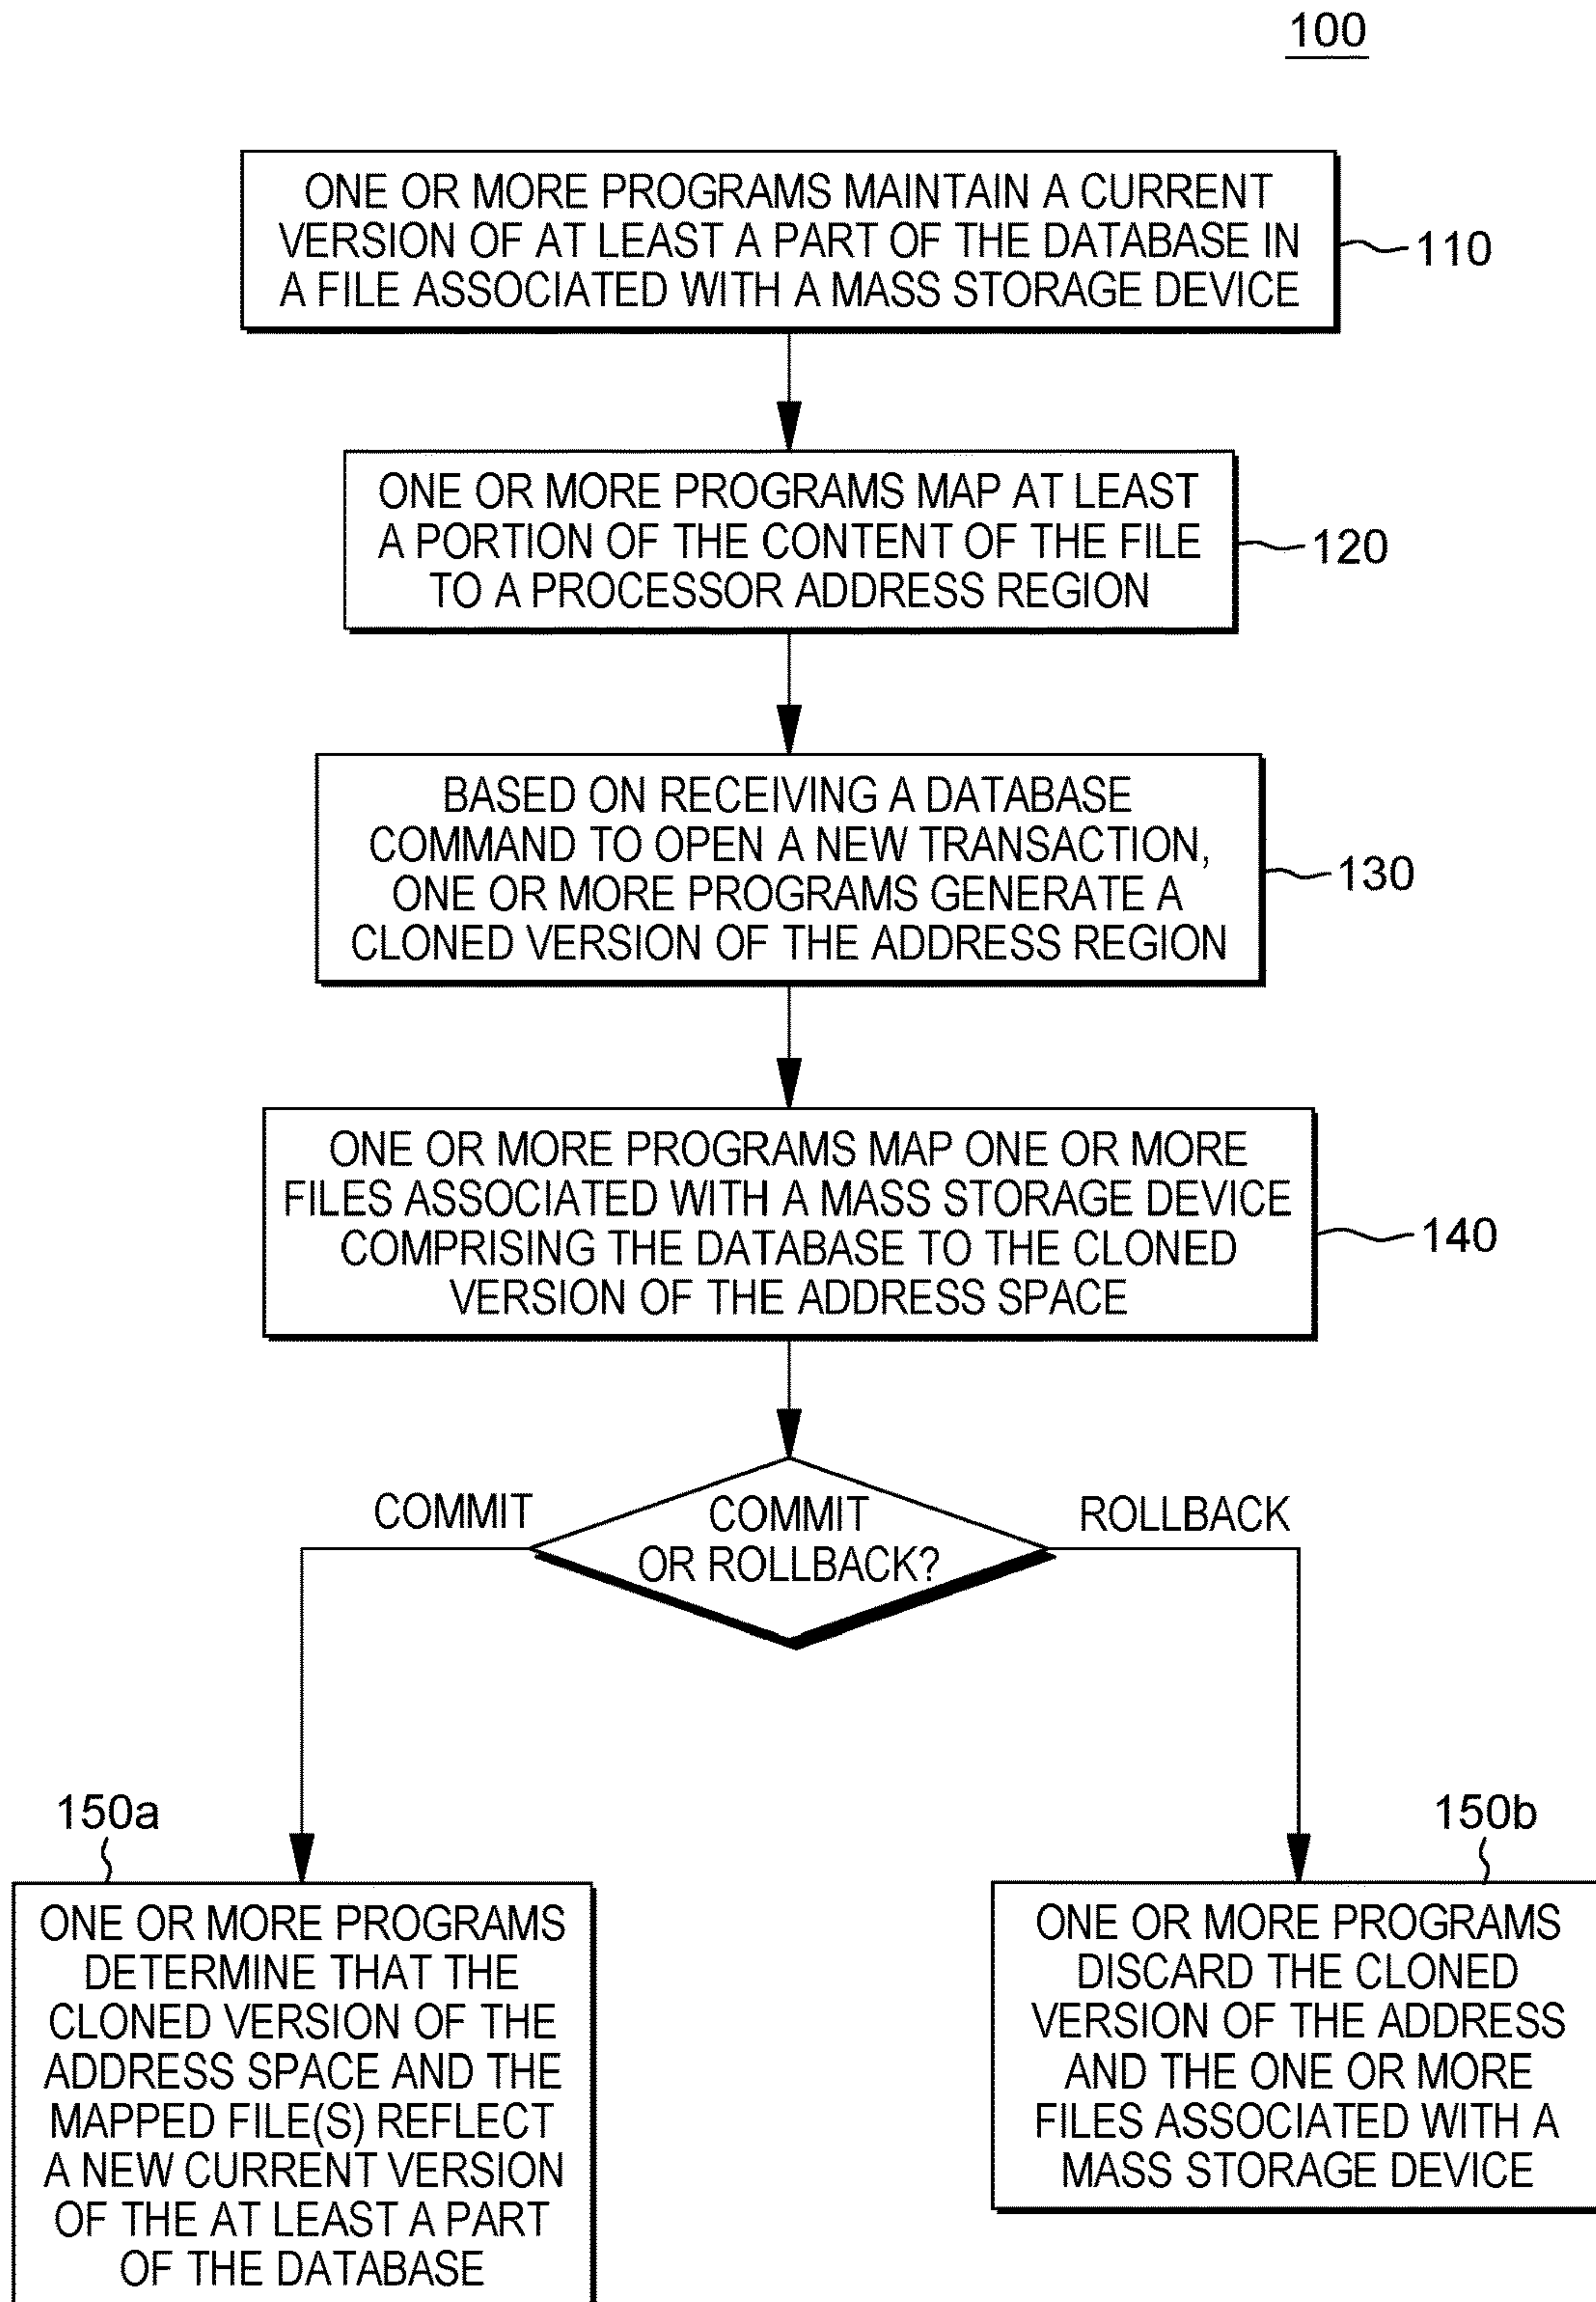 100
ONE OR MORE PROGRAMS MAINTAIN A CURRENT
VERSION OF AT LEAST A PART OF THE DATABASE IN
A FILE ASSOCIATED WITH A MASS STORAGE DEVICE
110
ONE OR MORE PROGRAMS MAP AT LEAST
A PORTION OF THE CONTENT OF THE FILE
TO A PROCESSOR ADDRESS REGION
120
BASED ON RECEIVING A DATABASE
COMMAND TO OPEN A NEW TRANSACTION,
ONE OR MORE PROGRAMS GENERATE A
CLONED VERSION OF THE ADDRESS REGION
130
ONE OR MORE PROGRAMS MAP ONE OR MORE
FILES ASSOCIATED WITH A MASS STORAGE DEVICE
COMPRISING THE DATABASE TO THE CLONED
VERSION OF THE ADDRESS SPACE
140
COMMIT
COMMIT
OR ROLLBACK?
ROLLBACK
150a
ONE OR MORE PROGRAMS
DETERMINE THAT THE
CLONED VERSION OF THE
ADDRESS SPACE AND THE
MAPPED FILE(S) REFLECT
A NEW CURRENT VERSION
OF THE AT LEAST A PART
OF THE DATABASE
150b
ONE OR MORE PROGRAMS
DISCARD THE CLONED
VERSION OF THE ADDRESS
AND THE ONE OR MORE
FILES ASSOCIATED WITH A
MASS STORAGE DEVICE